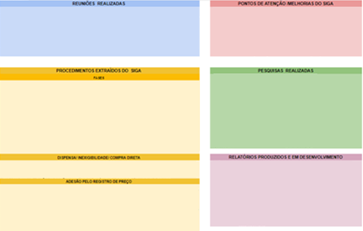 REUNIÕES REALIZADAS
PONTOS DE ATENÇÃO /MELHORIAS DO SIGA
PROCEDIMENTOS EXTRAÍDOS DO SIGA
FASES
DISPENSA/ INEXIGIBILIDADE/ COMPRA DIRETA
ADESÃO PELO REGISTRO DE PREÇO
PESQUISAS REALIZADAS
RELATÓRIOS PRODUZIDOS E EM DESENVOLVIMENTO